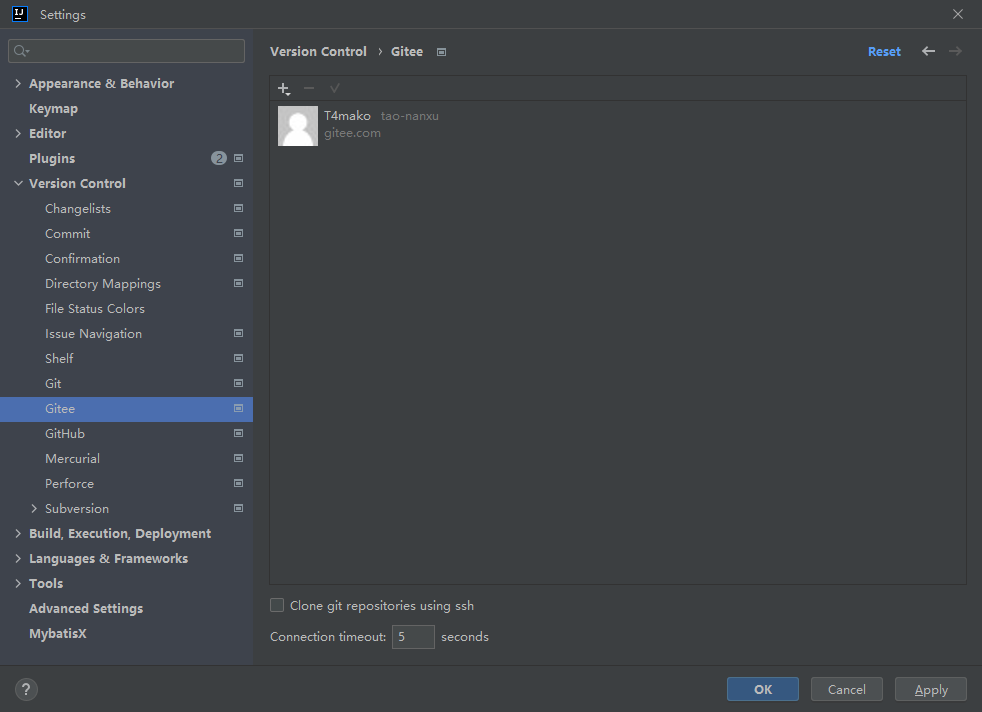 IJ Settings
Version Control › Gitee Reset
Appearance & Behavior
Keymap
Editor
Plugins 2
Version Control
Changelists
Commit
Confirmation
Directory Mappings
File Status Colors
Issue Navigation
Shelf
Git
Gitee
GitHub
Mercurial
Perforce
Subversion
Build, Execution, Deployment
Languages & Frameworks
Tools
Advanced Settings
MybatisX
T4mako tao-nanxu
gitee.com
Clone git repositories using ssh
Connection timeout: 5 seconds
? OK Cancel Apply